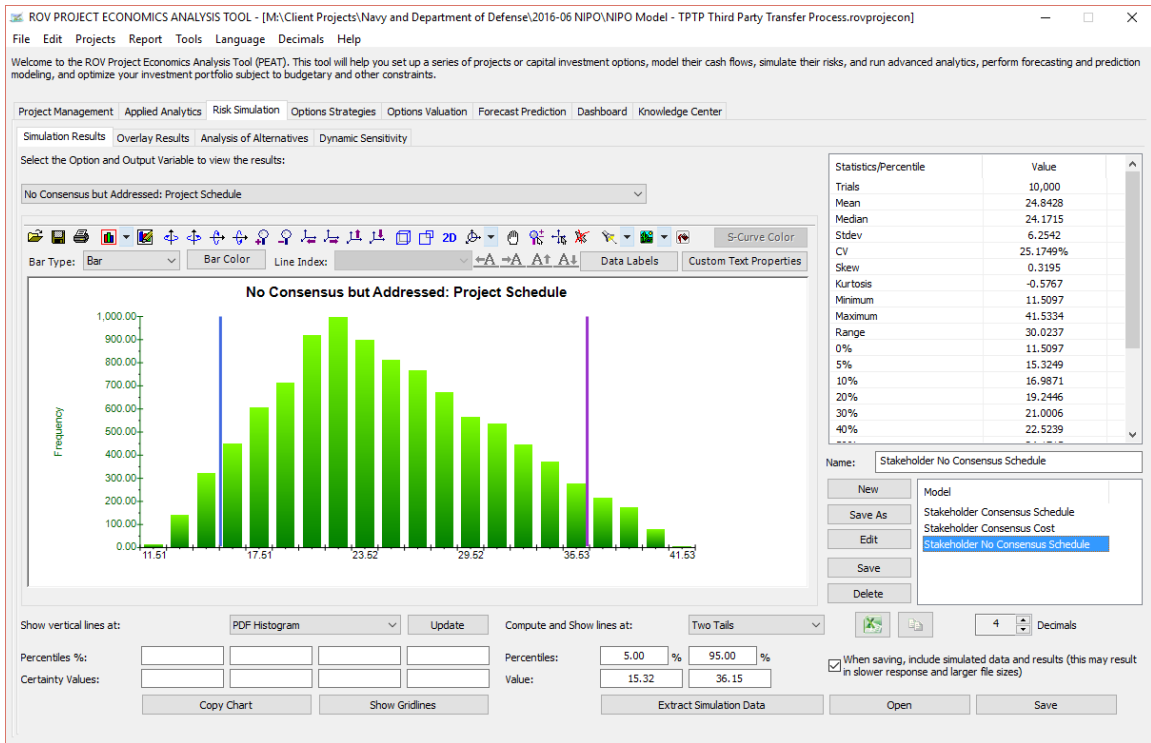 ROV PROJECT ECONOMICS ANALYSIS TOOL - [M:\Client Projects\Navy and Department of Defense\2016-06 NIPO\NIPO Model - TPTP Third Party Transfer Process.rovprojecon]
File Edit Projects Report Tools Language Decimals Help
Welcome to the ROV Project Economics Analysis Tool (PEAT). This tool will help you set up a series of projects or capital investment options, model their cash flows, simulate their risks, and run advanced analytics, perform forecasting and prediction
modeling, and optimize your investment portfolio subject to budgetary and other constraints.
Project Management Applied Analytics Risk Simulation Options Strategies Options Valuation Forecast Prediction Dashboard Knowledge Center
Simulation Results Overlay Results Analysis of Alternatives Dynamic Sensitivity
Select the Option and Output Variable to view the results:
No Consensus but Addressed: Project Schedule
2D S-Curve Color
Bar Type: Bar Bar Color Line Index: A A A A Data Labels Custom Text Properties
No Consensus but Addressed: Project Schedule
Frequency
1,000.00
900.00
800.00
700.00
600.00
500.00
400.00
300.00
200.00
100.00
0.00
11.51 17.51 23.52 29.52 35.53 41.53
Statistics/Percentile Value
Trials 10,000
Mean 24.8428
Median 24.1715
Stdev 6.2542
CV 25.1749%
Skew 0.3195
Kurtosis -0.5767
Minimum 11.5097
Maximum 41.5334
Range 30.0237
0% 11.5097
5% 15.3249
10% 16.9871
20% 19.2446
30% 21.0006
40% 22.5239
Name: Stakeholder No Consensus Schedule
New
Save As
Edit
Save
Delete
Model
Stakeholder Consensus Schedule
Stakeholder Consensus Cost
Stakeholder No Consensus Schedule
Show vertical lines at: PDF Histogram Update Compute and Show lines at: Two Tails 4 Decimals
Percentiles %: Percentiles: 5.00 % 95.00 %
Certainty Values: Value: 15.32 36.15
When saving, include simulated data and results (this may result
in slower response and larger file sizes)
Copy Chart Show Gridlines Extract Simulation Data Open Save